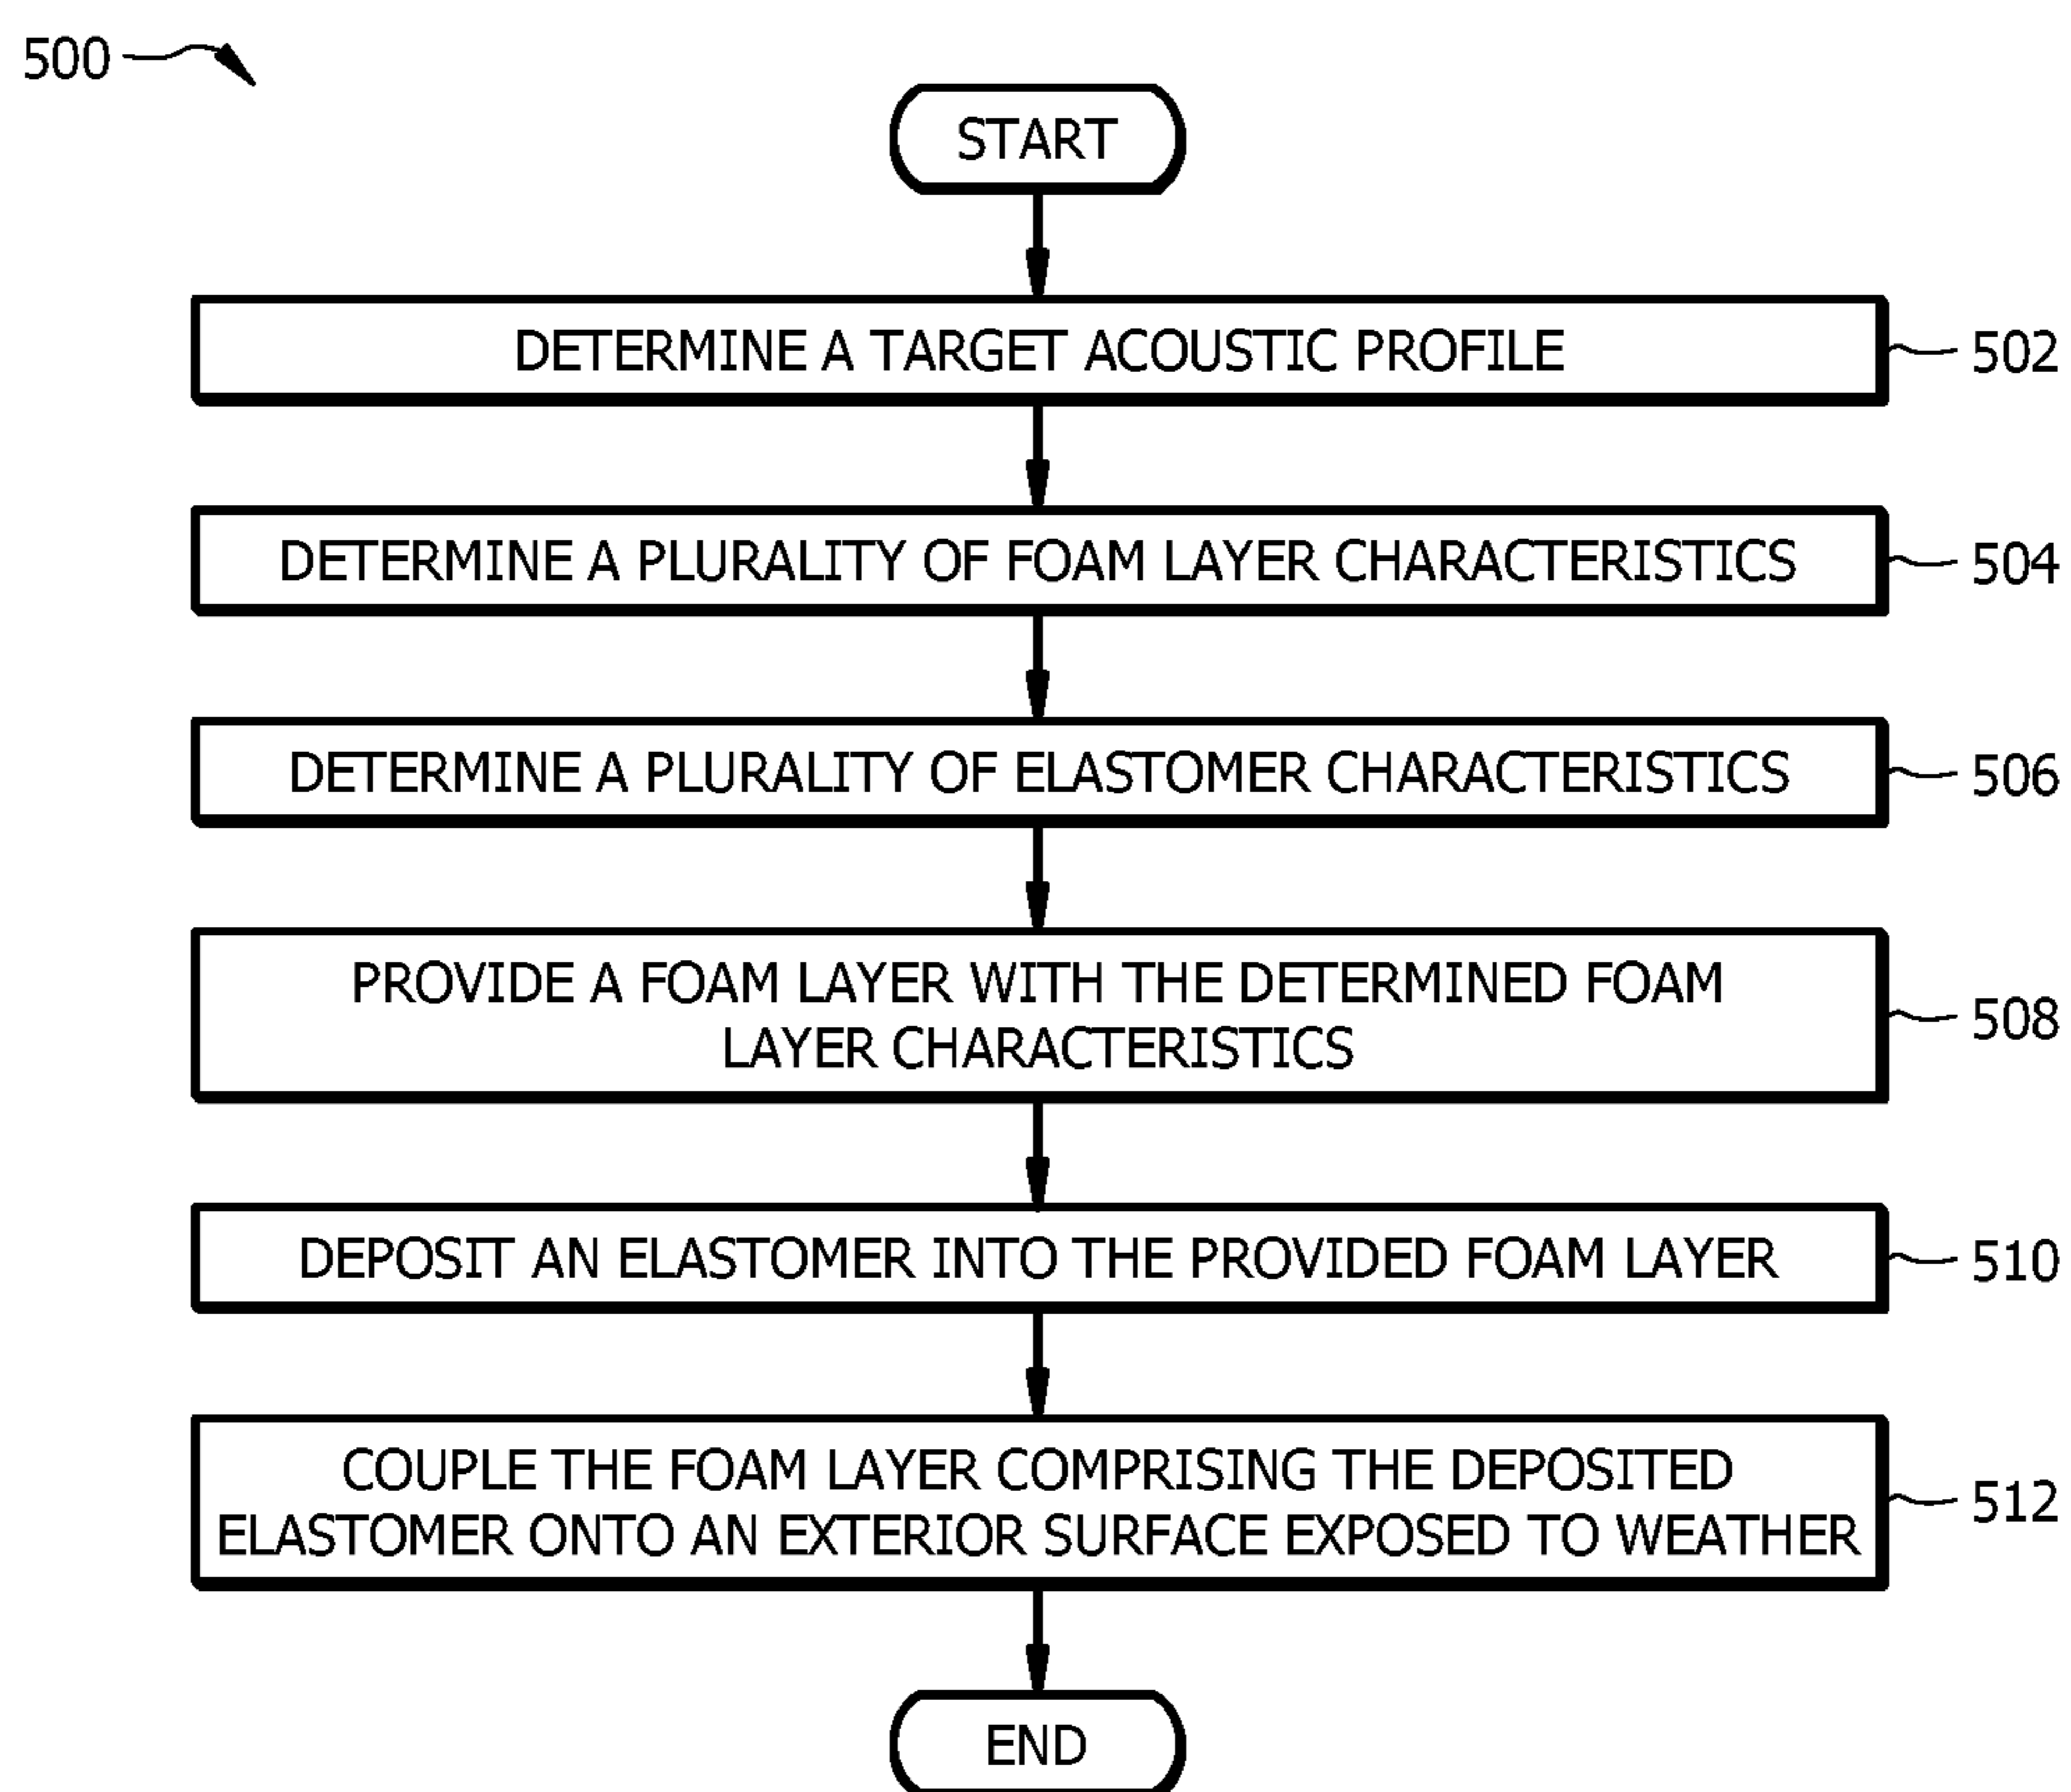 500
START
DETERMINE A TARGET ACOUSTIC PROFILE
502
DETERMINE A PLURALITY OF FOAM LAYER CHARACTERISTICS
504
DETERMINE A PLURALITY OF ELASTOMER CHARACTERISTICS
506
PROVIDE A FOAM LAYER WITH THE DETERMINED FOAM
LAYER CHARACTERISTICS
508
DEPOSIT AN ELASTOMER INTO THE PROVIDED FOAM LAYER
510
COUPLE THE FOAM LAYER COMPRISING THE DEPOSITED
ELASTOMER ONTO AN EXTERIOR SURFACE EXPOSED TO WEATHER
512
END